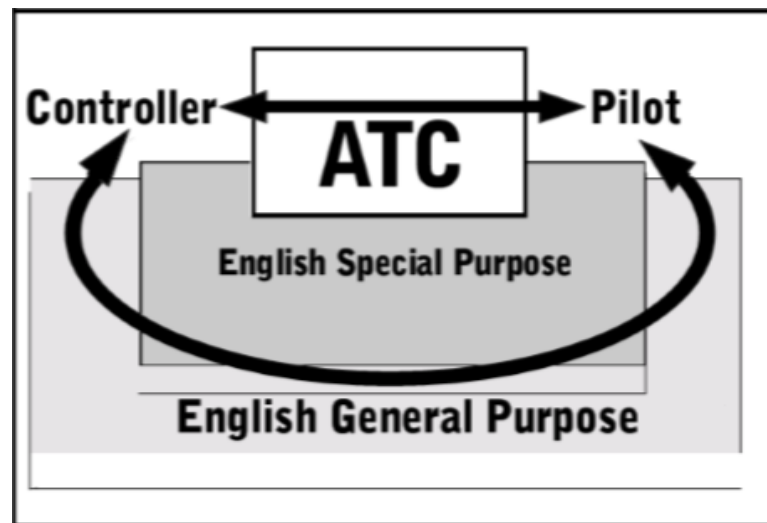 Controller
Pilot
ATC
English Special Purpose
English General Purpose